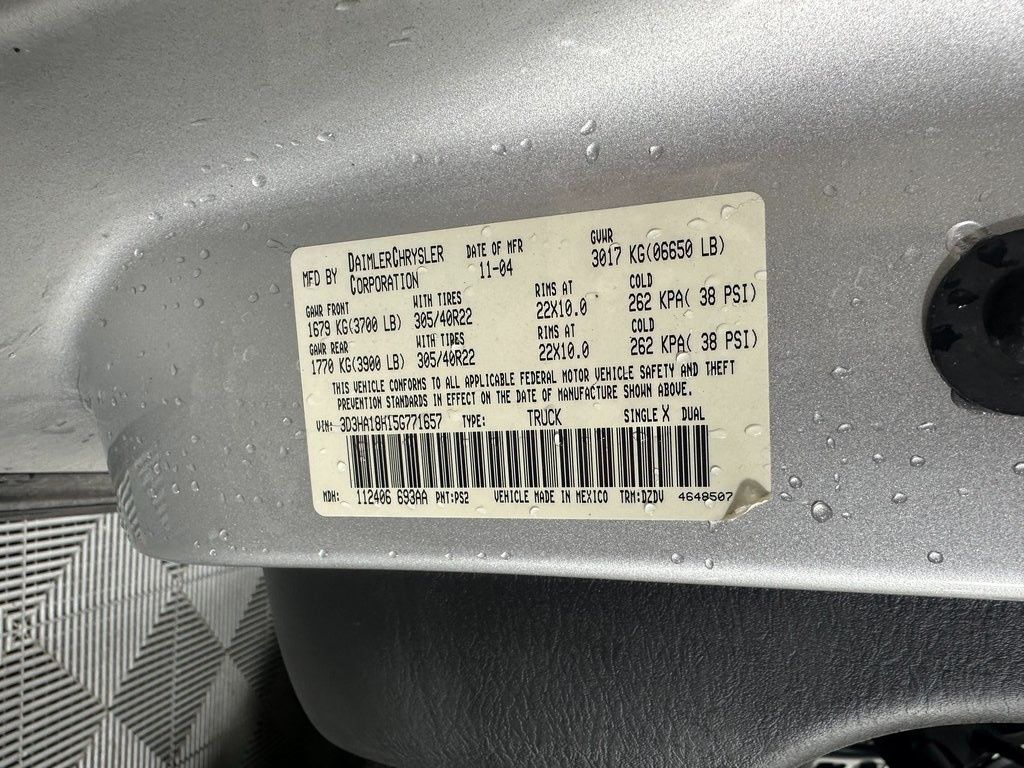 MFD BY DAIMLERCHRYSLER CORPORATION DATE OF MFR 11-04 GVWR 3017 KG(06650 LB)
GAWR FRONT WITH TIRES RIMS AT COLD
1679 KG(3700 LB) 305/40R22 22X10.0 262 KPA( 38 PSI)
GAWR REAR WITH TIRES RIMS AT COLD
1770 KG(3900 LB) 305/40R22 22X10.0 262 KPA( 38 PSI)
THIS VEHICLE CONFORMS TO ALL APPLICABLE FEDERAL MOTOR VEHICLE SAFETY AND THEFT
PREVENTION STANDARDS IN EFFECT ON THE DATE OF MANUFACTURE SHOWN ABOVE.
VIN: 3D3HA18H15G771657 TYPE: TRUCK SINGLE X DUAL
MDH: 112406 693AA PNT:PS2 VEHICLE MADE IN MEXICO TRM:DZDV 4648507